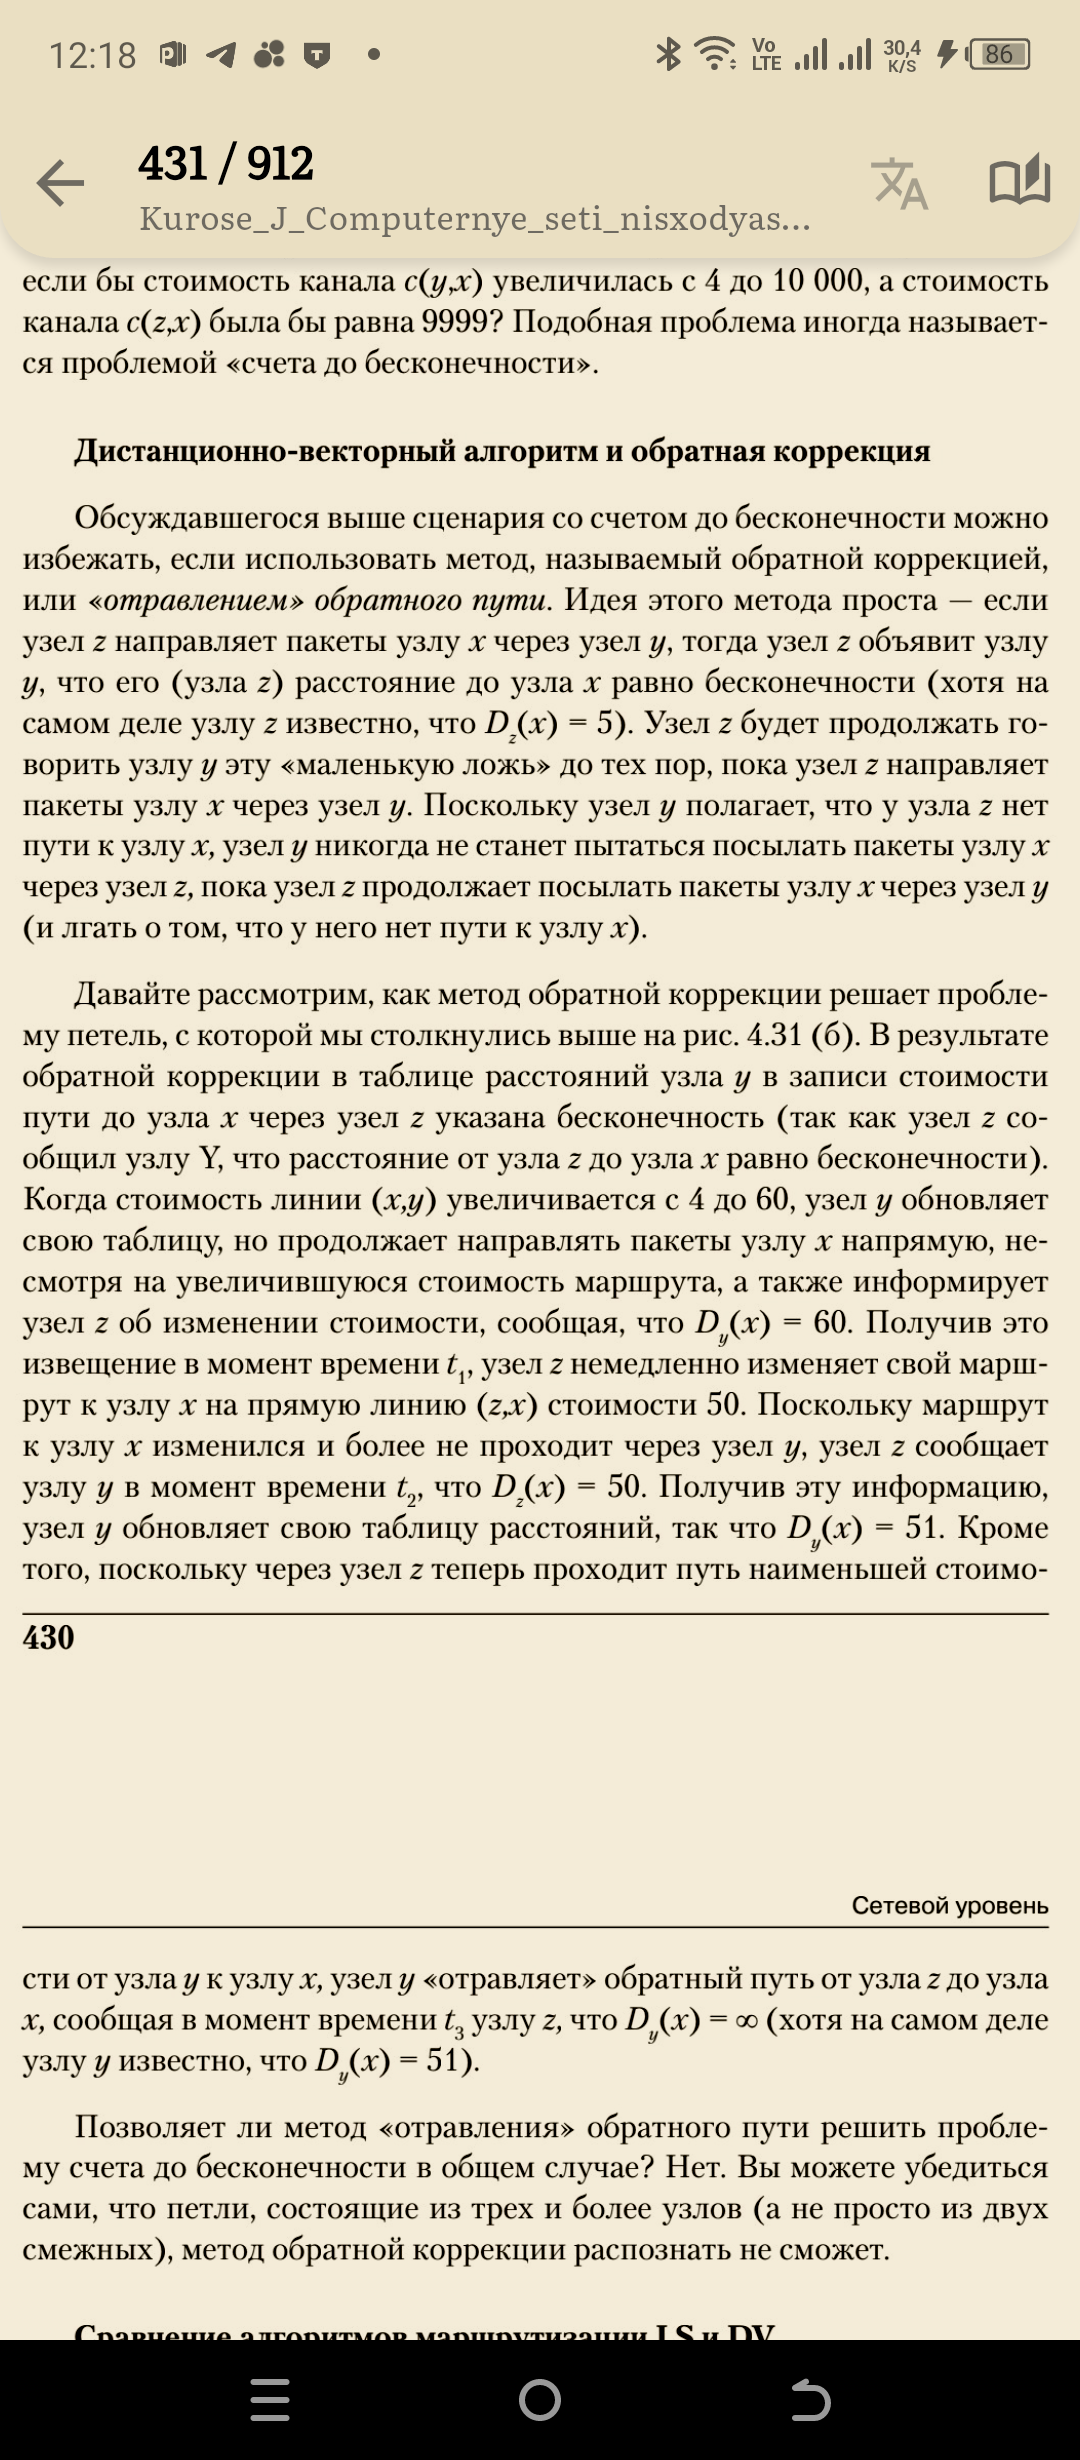 12:18
Vo
LTE
30,4
K/S
86
431 / 912
Kurose_J_Computernye_seti_nisxodyas...
если бы стоимость канала c(y,x) увеличилась с 4 до 10 000, а стоимость
канала c(z,x) была бы равна 9999? Подобная проблема иногда называет-
ся проблемой «счета до бесконечности».
Дистанционно-векторный алгоритм и обратная коррекция
Обсуждавшегося выше сценария со счетом до бесконечности можно
избежать, если использовать метод, называемый обратной коррекцией,
или «отравлением» обратного пути. Идея этого метода проста — если
узел z направляет пакеты узлу x через узел y, тогда узел z объявит узлу
y, что его (узла z) расстояние до узла x равно бесконечности (хотя на
самом деле узлу z известно, что D_z(x) = 5). Узел z будет продолжать го-
ворить узлу y эту «маленькую ложь» до тех пор, пока узел z направляет
пакеты узлу x через узел y. Поскольку узел y полагает, что у узла z нет
пути к узлу x, узел y никогда не станет пытаться посылать пакеты узлу x
через узел z, пока узел z продолжает посылать пакеты узлу x через узел y
(и лгать о том, что у него нет пути к узлу x).
Давайте рассмотрим, как метод обратной коррекции решает пробле-
му петель, с которой мы столкнулись выше на рис. 4.31 (б). В результате
обратной коррекции в таблице расстояний узла y в записи стоимости
пути до узла x через узел z указана бесконечность (так как узел z со-
общил узлу Y, что расстояние от узла z до узла x равно бесконечности).
Когда стоимость линии (x,y) увеличивается с 4 до 60, узел y обновляет
свою таблицу, но продолжает направлять пакеты узлу x напрямую, не-
смотря на увеличившуюся стоимость маршрута, а также информирует
узел z об изменении стоимости, сообщая, что D_y(x) = 60. Получив это
извещение в момент времени t₁, узел z немедленно изменяет свой марш-
рут к узлу x на прямую линию (z,x) стоимости 50. Поскольку маршрут
к узлу x изменился и более не проходит через узел y, узел z сообщает
узлу y в момент времени t₂, что D_z(x) = 50. Получив эту информацию,
узел y обновляет свою таблицу расстояний, так что D_y(x) = 51. Кроме
того, поскольку через узел z теперь проходит путь наименьшей стоимо-
430
Сетевой уровень
сти от узла y к узлу x, узел y «отравляет» обратный путь от узла z до узла
x, сообщая в момент времени t₃ узлу z, что D_y(x) = ∞ (хотя на самом деле
узлу y известно, что D_y(x) = 51).
Позволяет ли метод «отравления» обратного пути решить пробле-
му счета до бесконечности в общем случае? Нет. Вы можете убедиться
сами, что петли, состоящие из трех и более узлов (а не просто из двух
смежных), метод обратной коррекции распознать не сможет.
Сравнение алгоритмов маршрутизации LS и DV